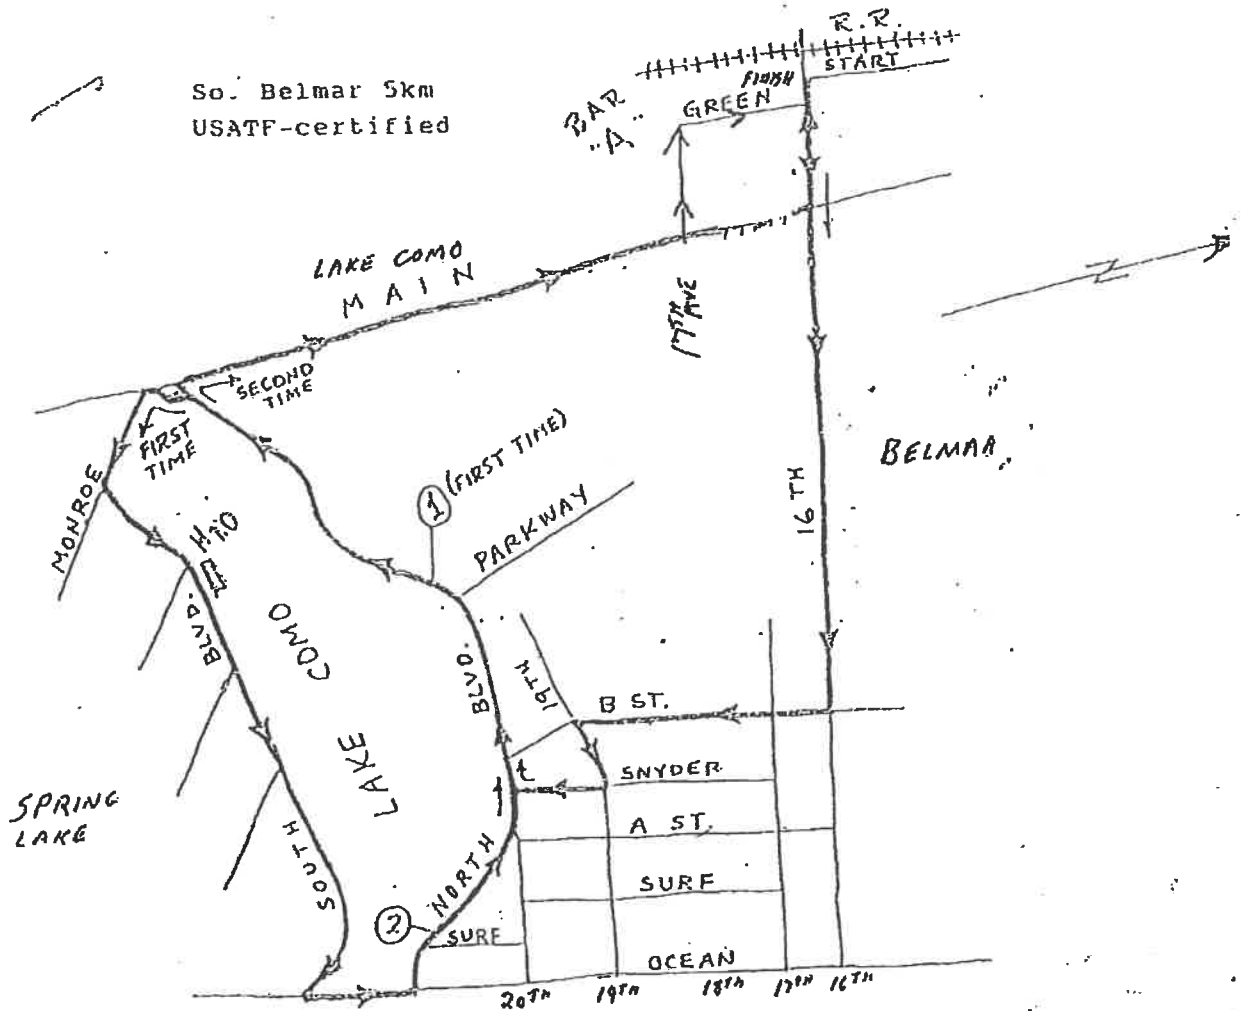 So. Belmar 5km
USATF-certified
R.R.
START
FINISH
BAR
"A"
GREEN
LAKE COMO
MAIN
17TH AVE
SECOND
TIME
FIRST
TIME
1 (FIRST TIME)
PARKWAY
BELMAR
16TH
MONROE
H2O
BLVD.
LAKE COMO
BLVD.
19TH
B ST.
SNYDER
A ST.
SURF
SPRING
LAKE
SOUTH
NORTH
2
SURF
OCEAN
20TH 19TH 18TH 17TH 16TH
N